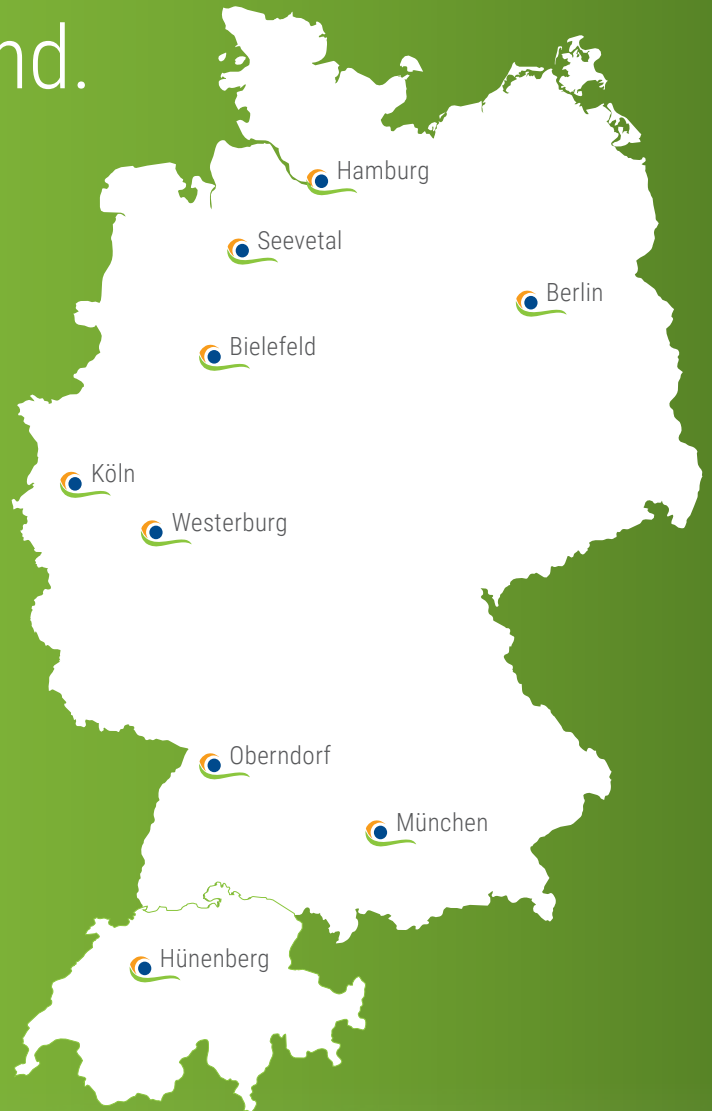 nd.
Hamburg
Seevetal
Berlin
Bielefeld
Köln
Westerburg
Oberndorf
München
Hünenberg